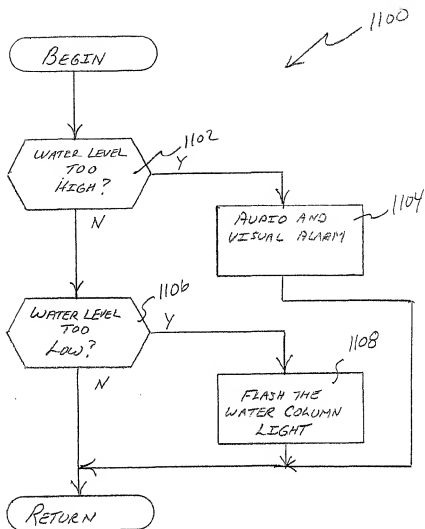 1100
BEGIN
WATER LEVEL
TOO
HIGH?
1102
Y
N
AUDIO AND
VISUAL ALARM
1104
WATER LEVEL
TOO
LOW?
1106
Y
N
FLASH THE
WATER COLUMN
LIGHT
1108
RETURN